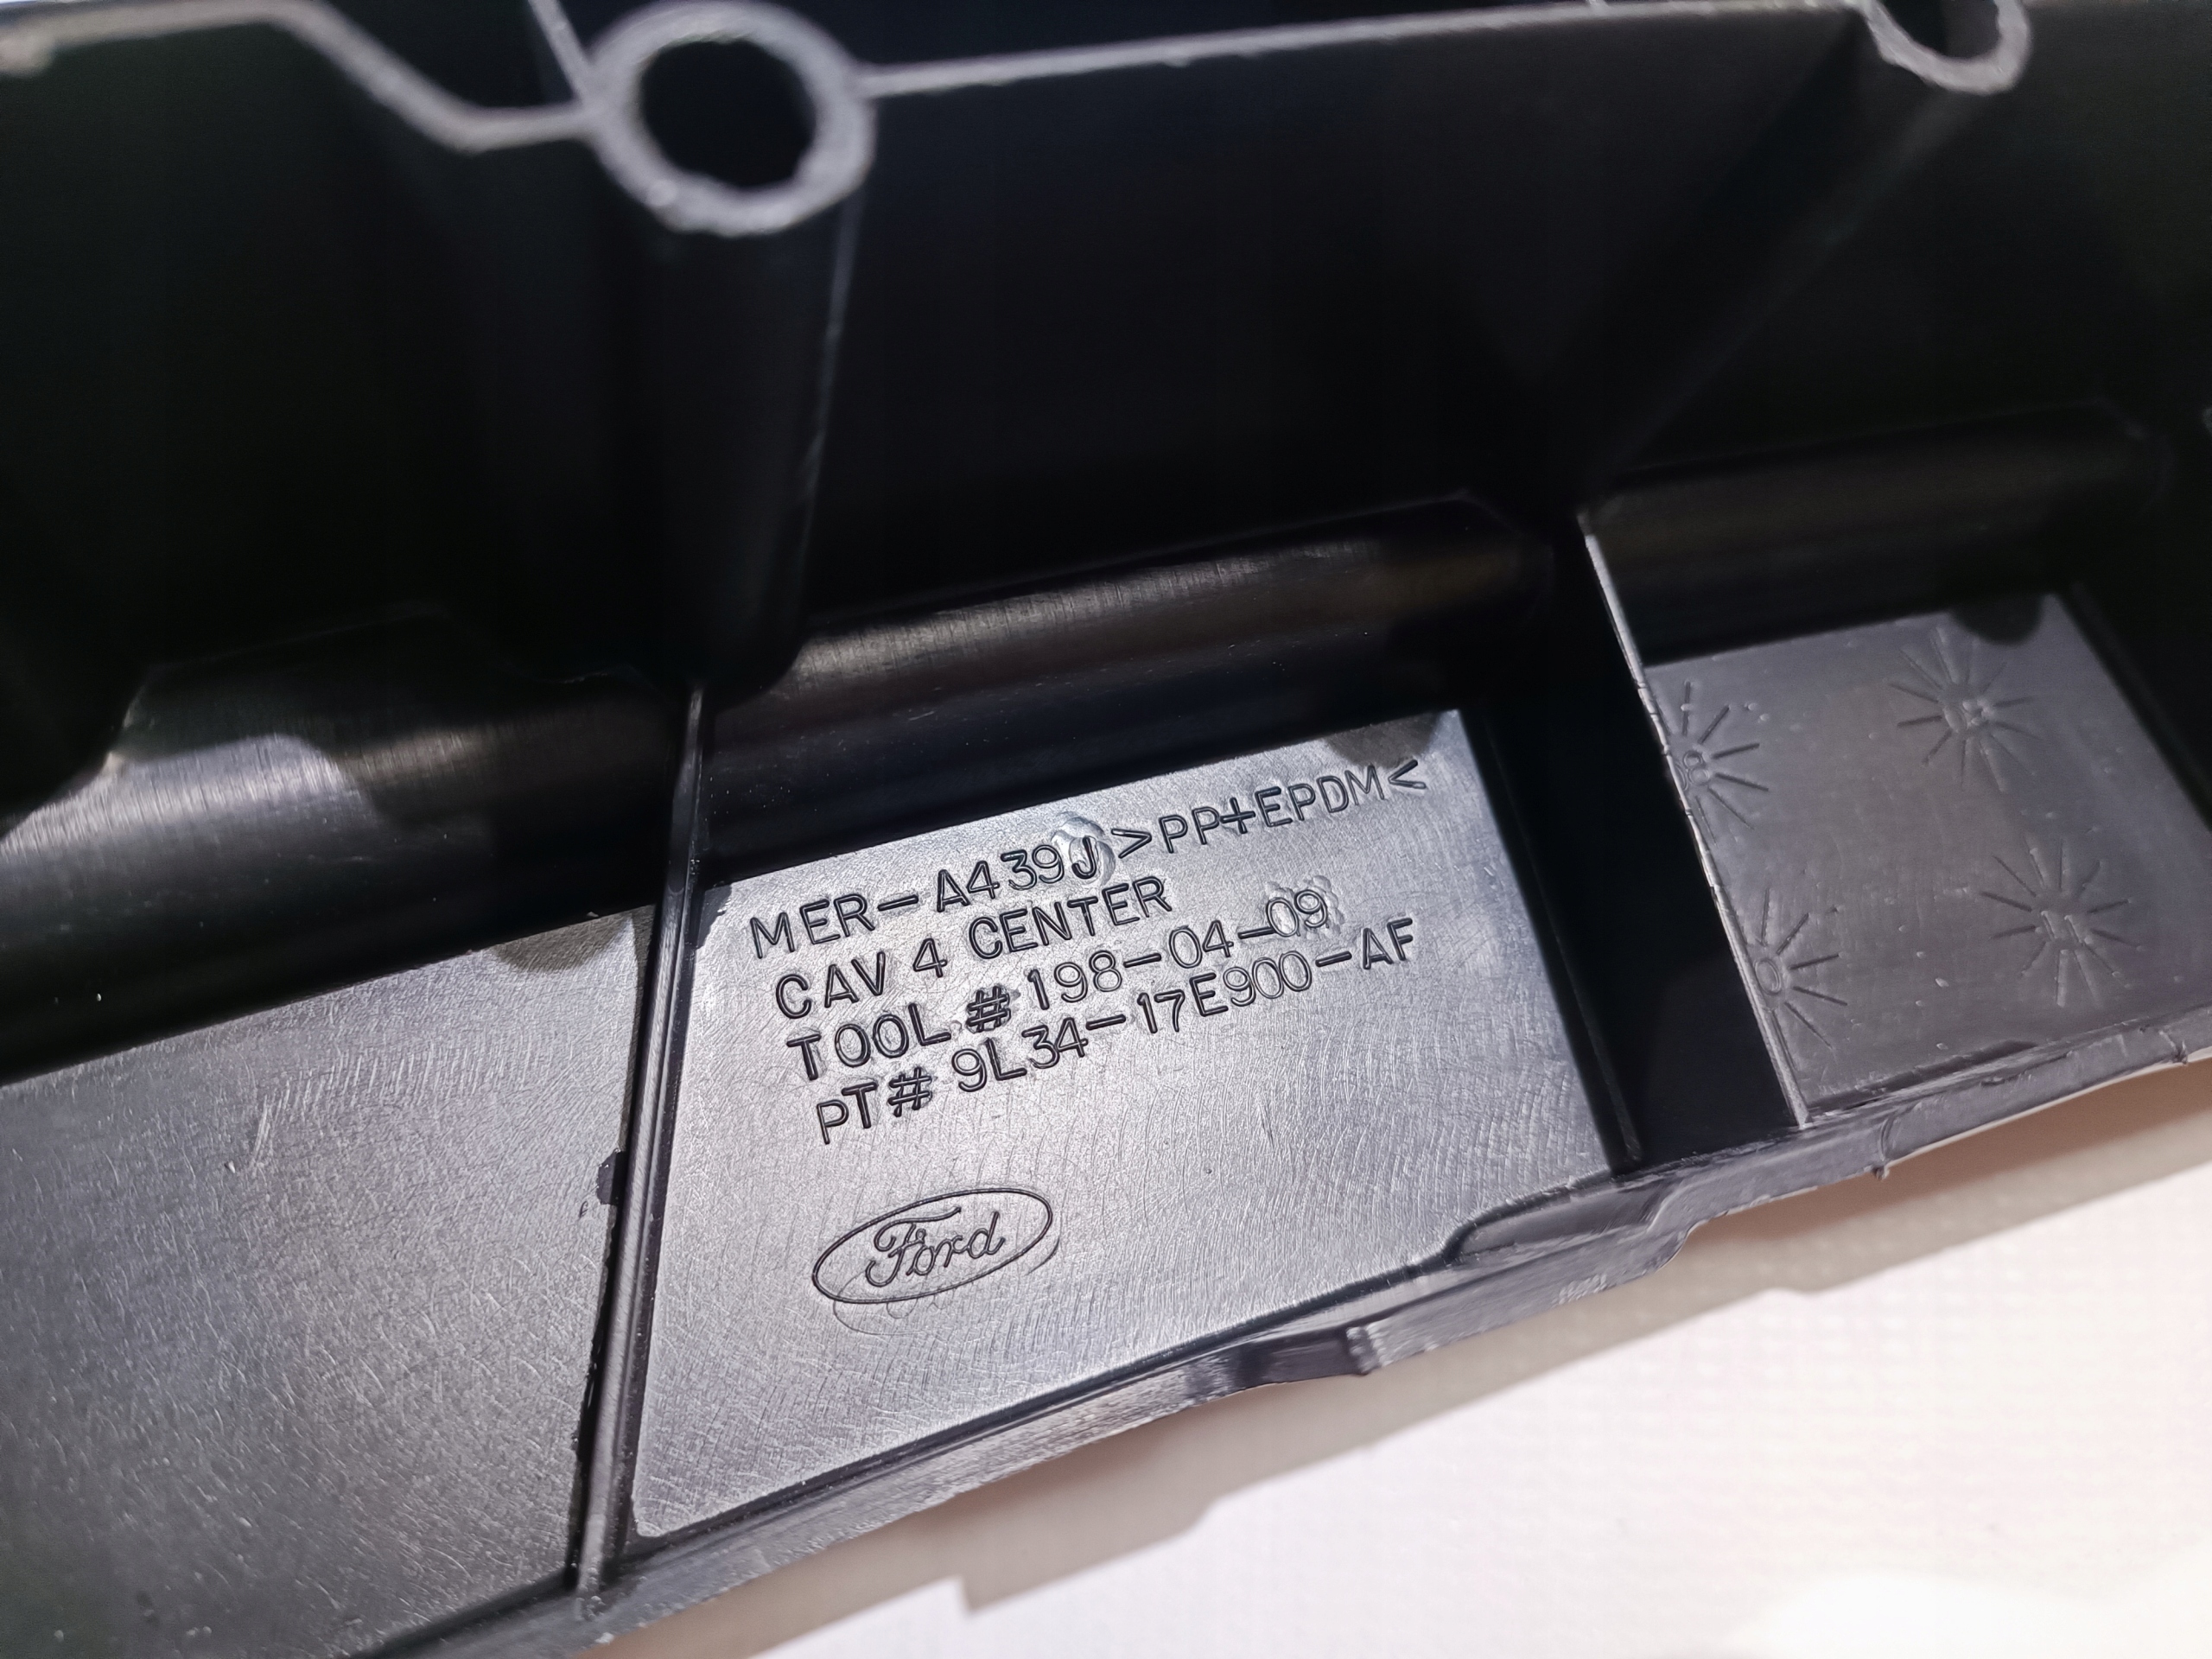 MER-A439J >PP+EPDM<
CAV 4 CENTER
TOOL # 198-04-09
PT# 9L34-17E900-AF
Ford